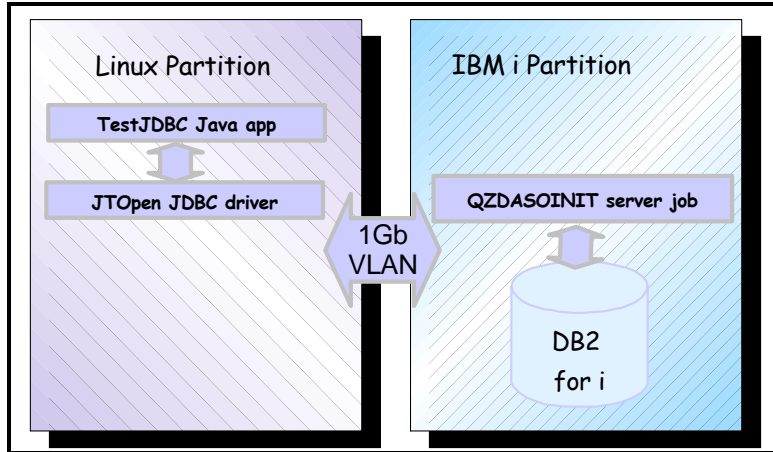 Linux Partition
TestJDBC Java app
JTOpen JDBC driver
1Gb
VLAN
IBM i Partition
QZDASOINIT server job
DB2
for i